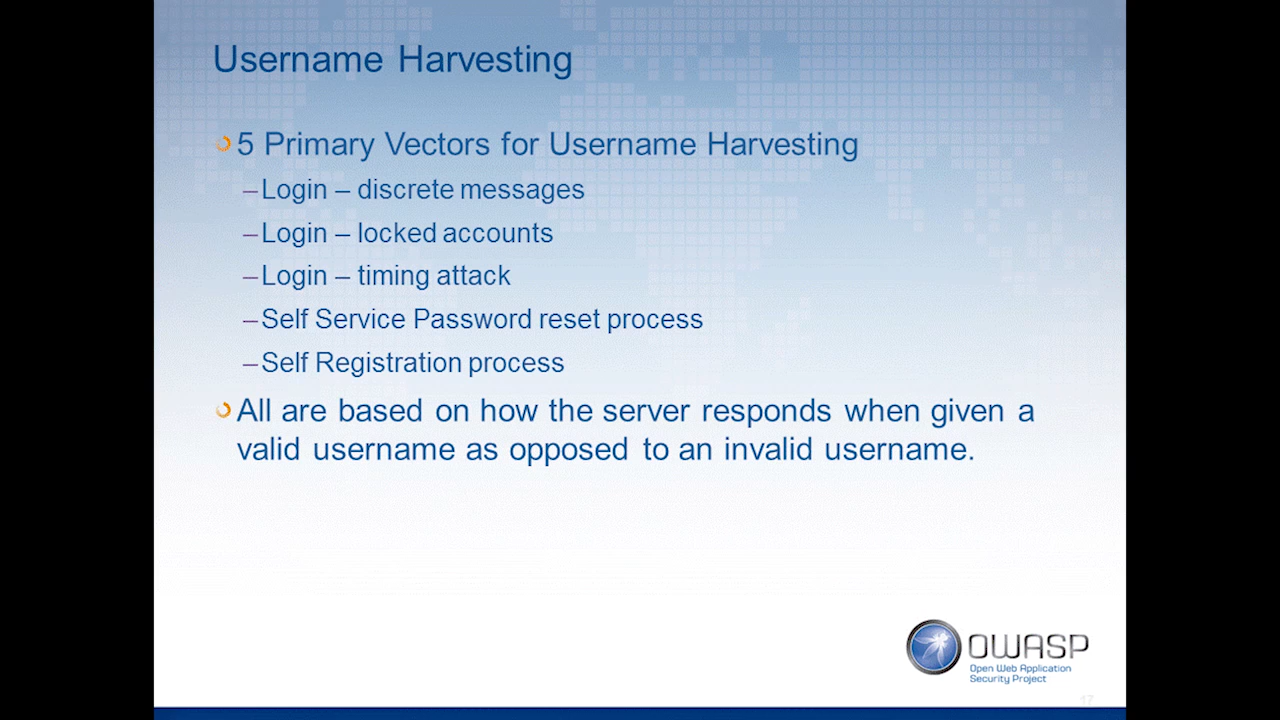 Username Harvesting
5 Primary Vectors for Username Harvesting
–Login – discrete messages
–Login – locked accounts
–Login – timing attack
–Self Service Password reset process
–Self Registration process
All are based on how the server responds when given a
valid username as opposed to an invalid username.
OWASP
Open Web Application
Security Project
17